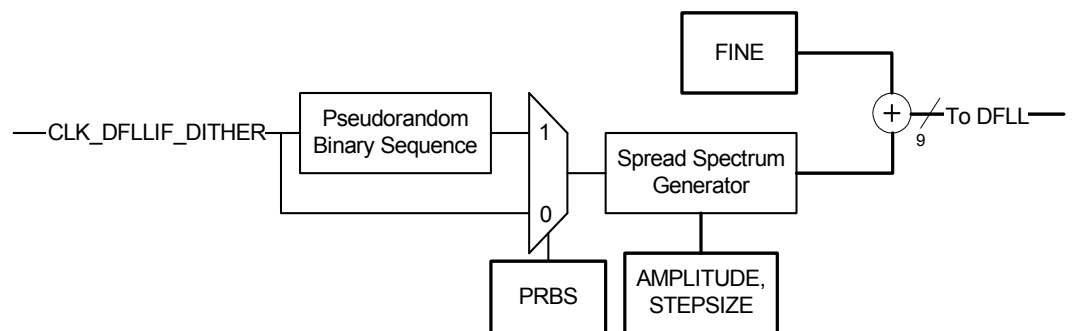 FINE
CLK_DFLLIF_DITHER
Pseudorandom
Binary Sequence
1
0
Spread Spectrum
Generator
+
9
To DFLL
PRBS
AMPLITUDE,
STEPSIZE